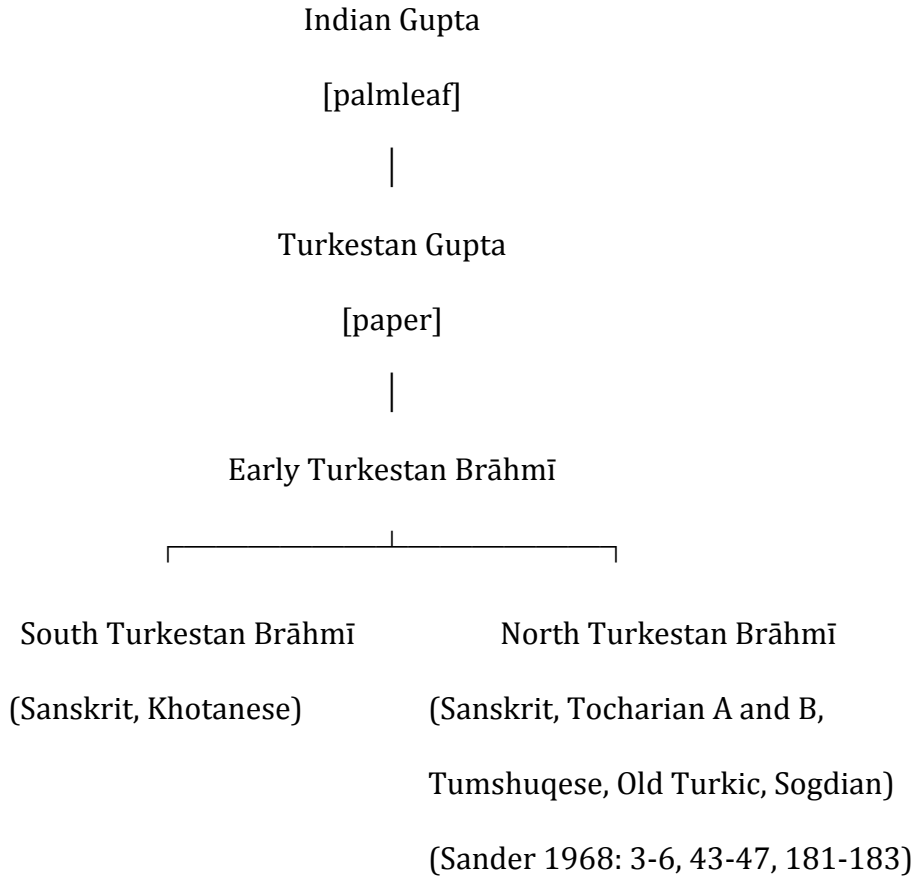 Indian Gupta
[palmleaf]
Turkestan Gupta
[paper]
Early Turkestan Brāhmī
South Turkestan Brāhmī
(Sanskrit, Khotanese)
North Turkestan Brāhmī
(Sanskrit, Tocharian A and B,
Tumshuqese, Old Turkic, Sogdian)
(Sander 1968: 3-6, 43-47, 181-183)